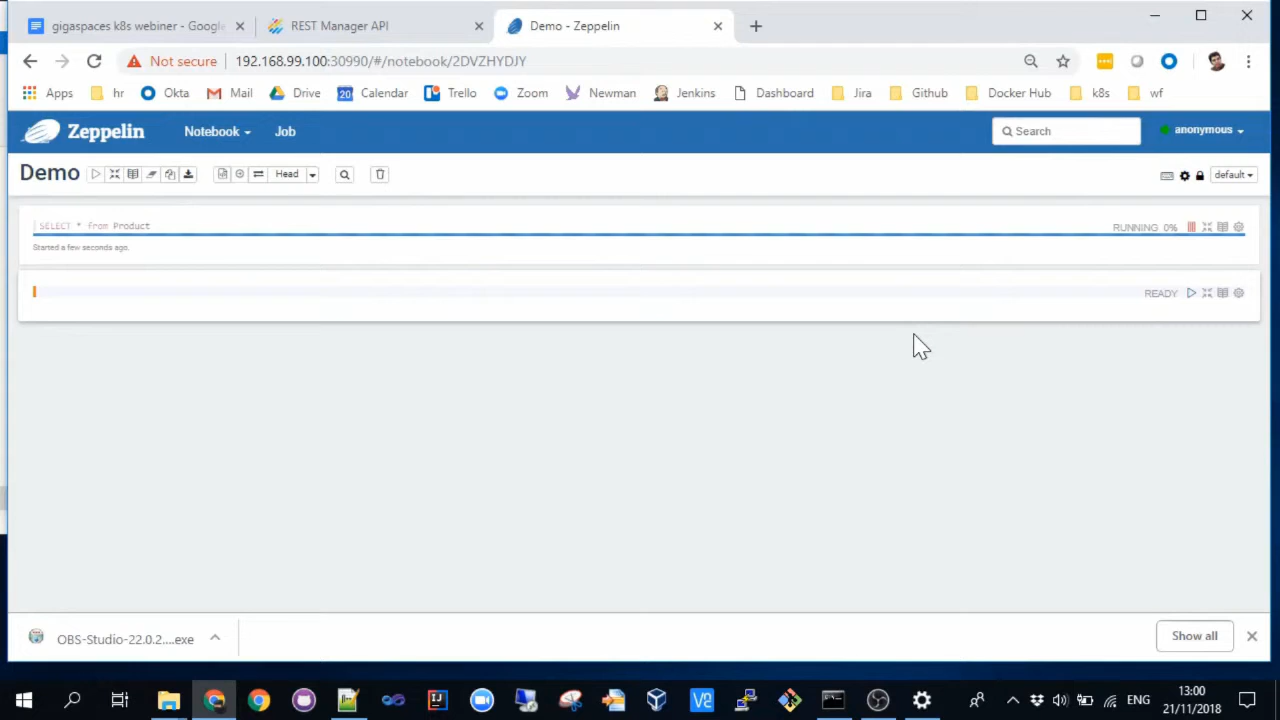 gigaspaces k8s webiner - Google
REST Manager API
Demo - Zeppelin
Not secure
192.168.99.100:30990/#/notebook/2DVZHYDJY
Apps
hr
Okta
Mail
Drive
20
Calendar
Trello
Zoom
Newman
Jenkins
Dashboard
Jira
Github
Docker Hub
k8s
wf
Zeppelin
Notebook
Job
Search
anonymous
Demo
Head
default
SELECT * from Product
RUNNING 0%
Started a few seconds ago.
READY
OBS-Studio-22.0.2....exe
Show all
ENG
13:00
21/11/2018